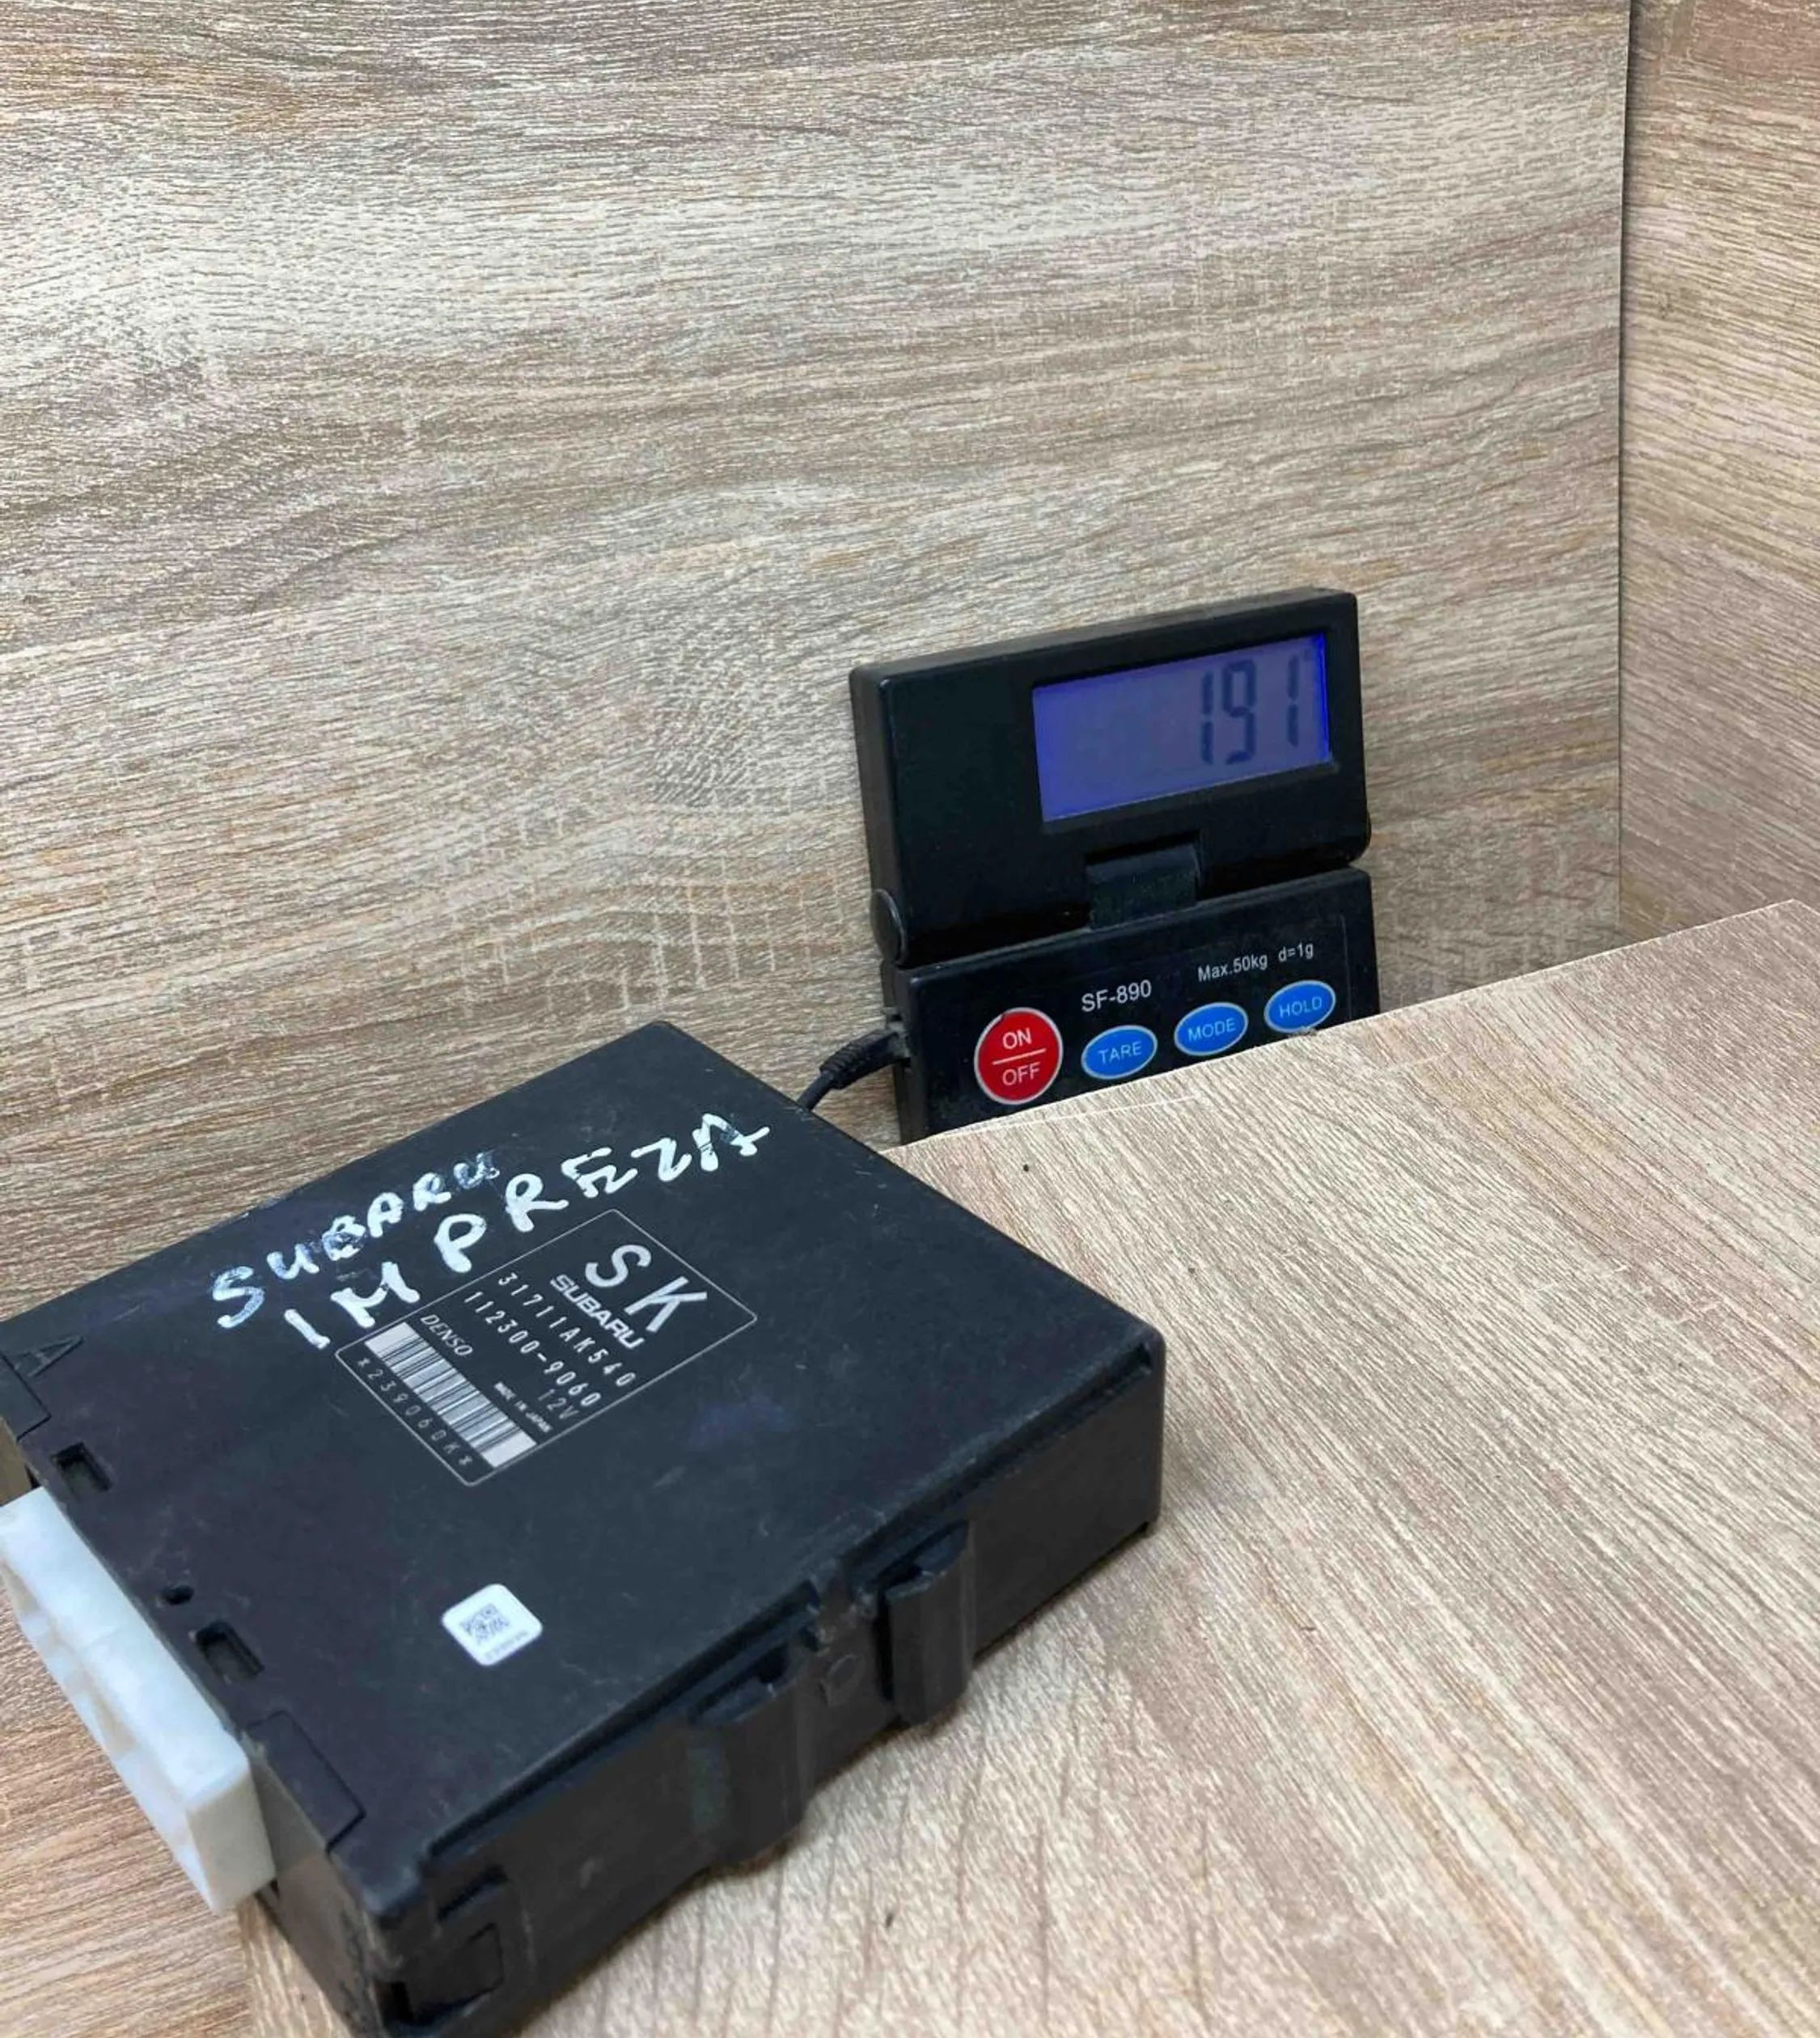 191
SF-890
Max.50kg d=1g
ON
OFF
TARE
MODE
HOLD
SUBARU
IMPREZA
SK
SUBARU
31711AK540
112300-9060
12V
DENSO
MADE IN JAPAN
*239060K*